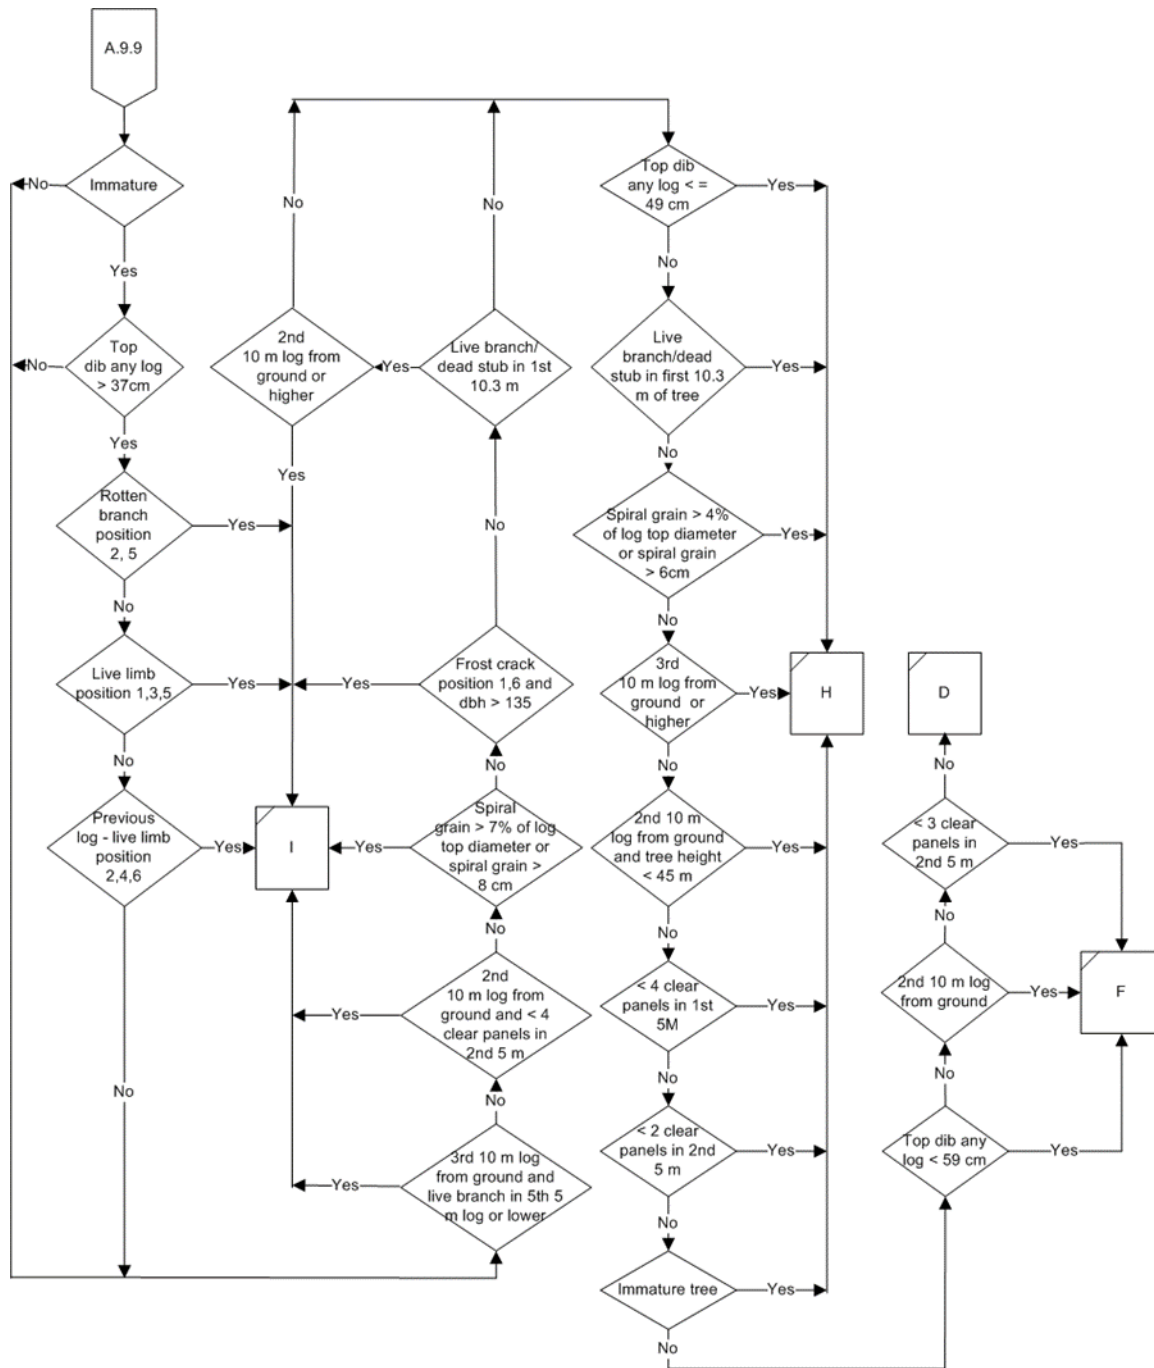 A.9.9
Immature
No
Yes
Top
dib any log
> 37cm
No
Yes
Rotten
branch
position
2, 5
Yes
No
Live limb
position 1,3,5
Yes
No
Previous
log - live limb
position
2,4,6
Yes
No
I
3rd 10 m log
from ground and
live branch in 5th 5
m log or lower
Yes
No
2nd
10 m log from
ground and < 4
clear panels in
2nd 5 m
Yes
No
Spiral
grain > 7% of log
top diameter or
spiral grain >
8 cm
Yes
No
Frost crack
position 1,6 and
dbh > 135
Yes
No
Live branch/
dead stub in 1st
10.3 m
Yes
No
2nd
10 m log from
ground or
higher
Yes
No
Top dib
any log < =
49 cm
Yes
No
Live
branch/dead
stub in first 10.3
m of tree
Yes
No
Spiral grain > 4%
of log top diameter
or spiral grain
> 6cm
Yes
No
3rd
10 m log from
ground or
higher
Yes
No
H
2nd 10 m
log from ground
and tree height
< 45 m
Yes
No
< 4 clear
panels in 1st
5M
Yes
No
< 2 clear
panels in 2nd
5 m
Yes
No
Immature tree
Yes
No
Top dib any
log < 59 cm
Yes
No
2nd 10 m log
from ground
Yes
No
< 3 clear
panels in
2nd 5 m
Yes
No
D
F